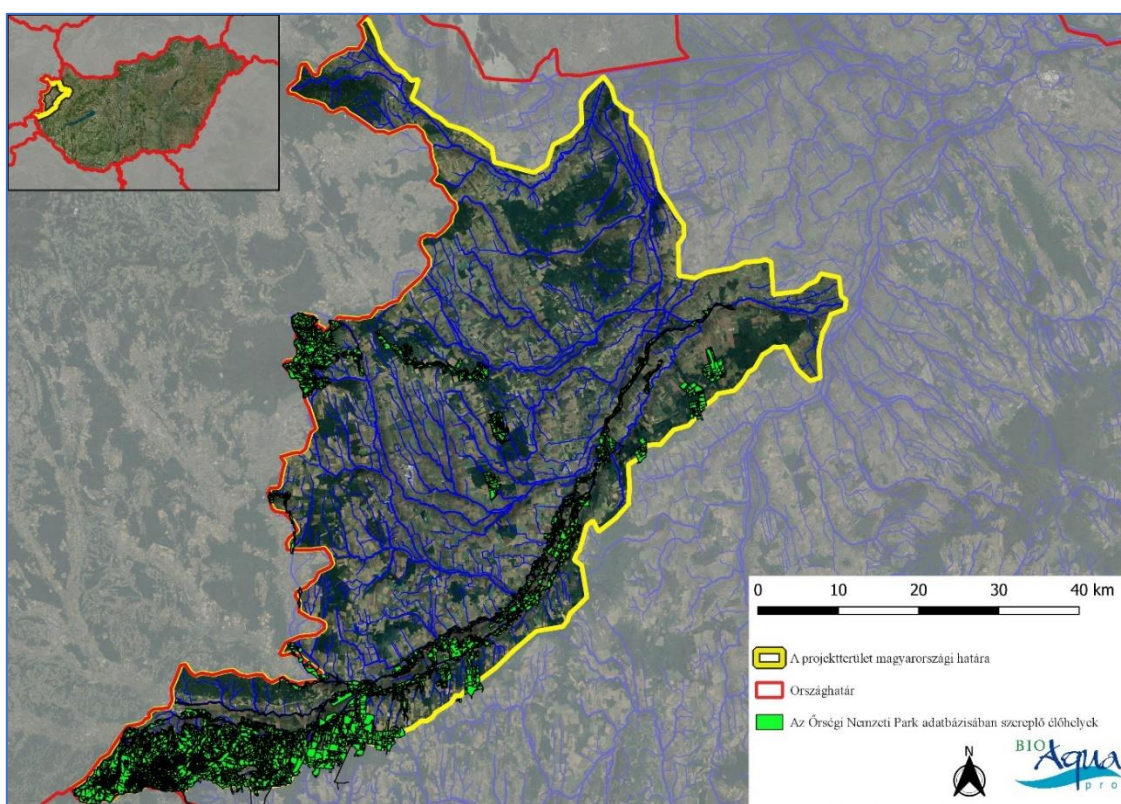 0 10 20 30 40 km
A projektterület magyarországi határa
Országhatár
Az Őrségi Nemzeti Park adatbázisában szereplő élőhelyek
N
BIO
Aqua
pro